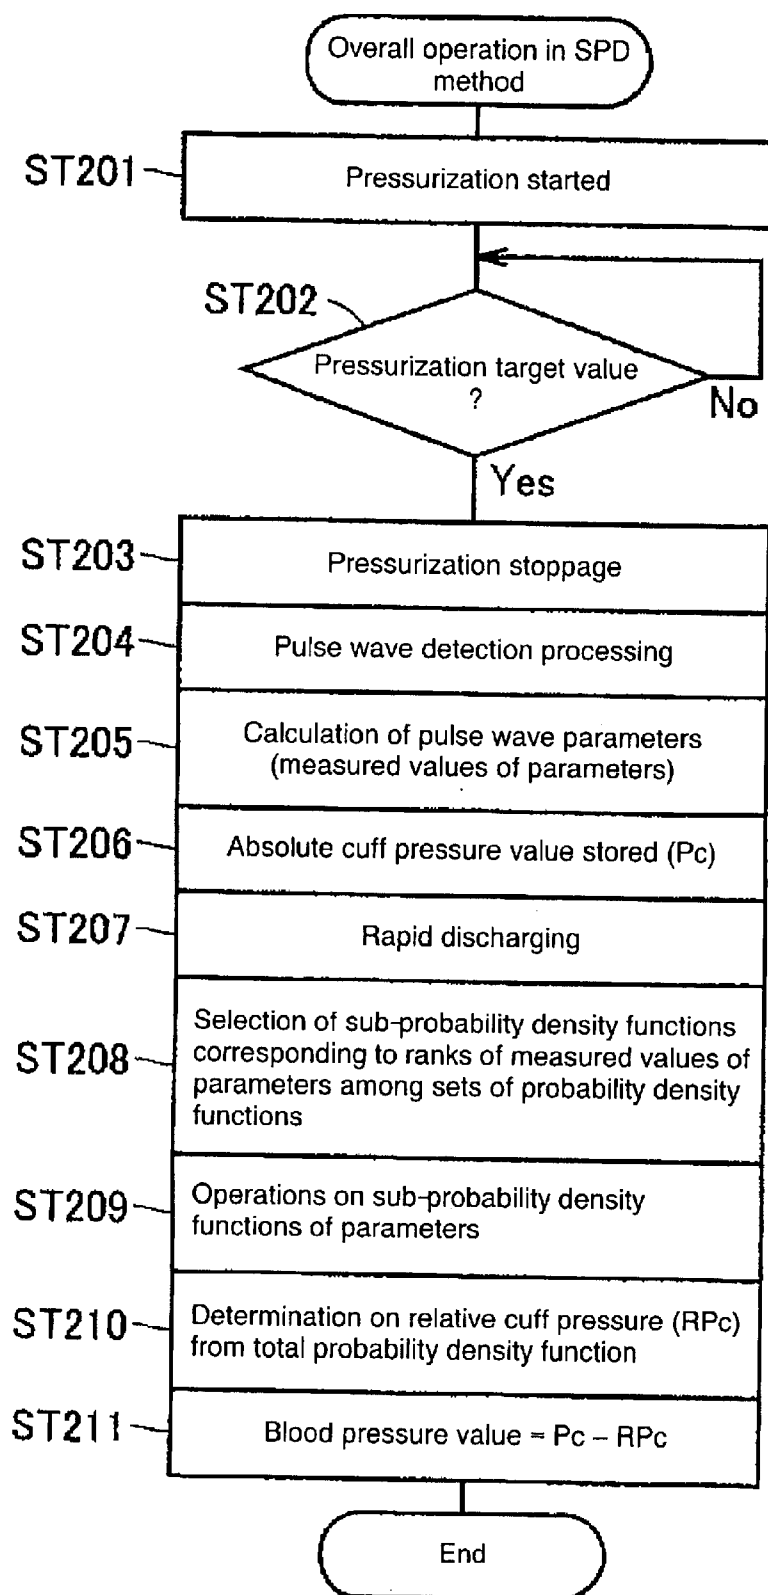 Overall operation in SPD
method
ST201
Pressurization started
ST202
Pressurization target value
?
No
Yes
ST203
Pressurization stoppage
ST204
Pulse wave detection processing
ST205
Calculation of pulse wave parameters
(measured values of parameters)
ST206
Absolute cuff pressure value stored (Pc)
ST207
Rapid discharging
ST208
Selection of sub-probability density functions
corresponding to ranks of measured values of
parameters among sets of probability density
functions
ST209
Operations on sub-probability density
functions of parameters
ST210
Determination on relative cuff pressure (RPc)
from total probability density function
ST211
Blood pressure value = Pc – RPc
End